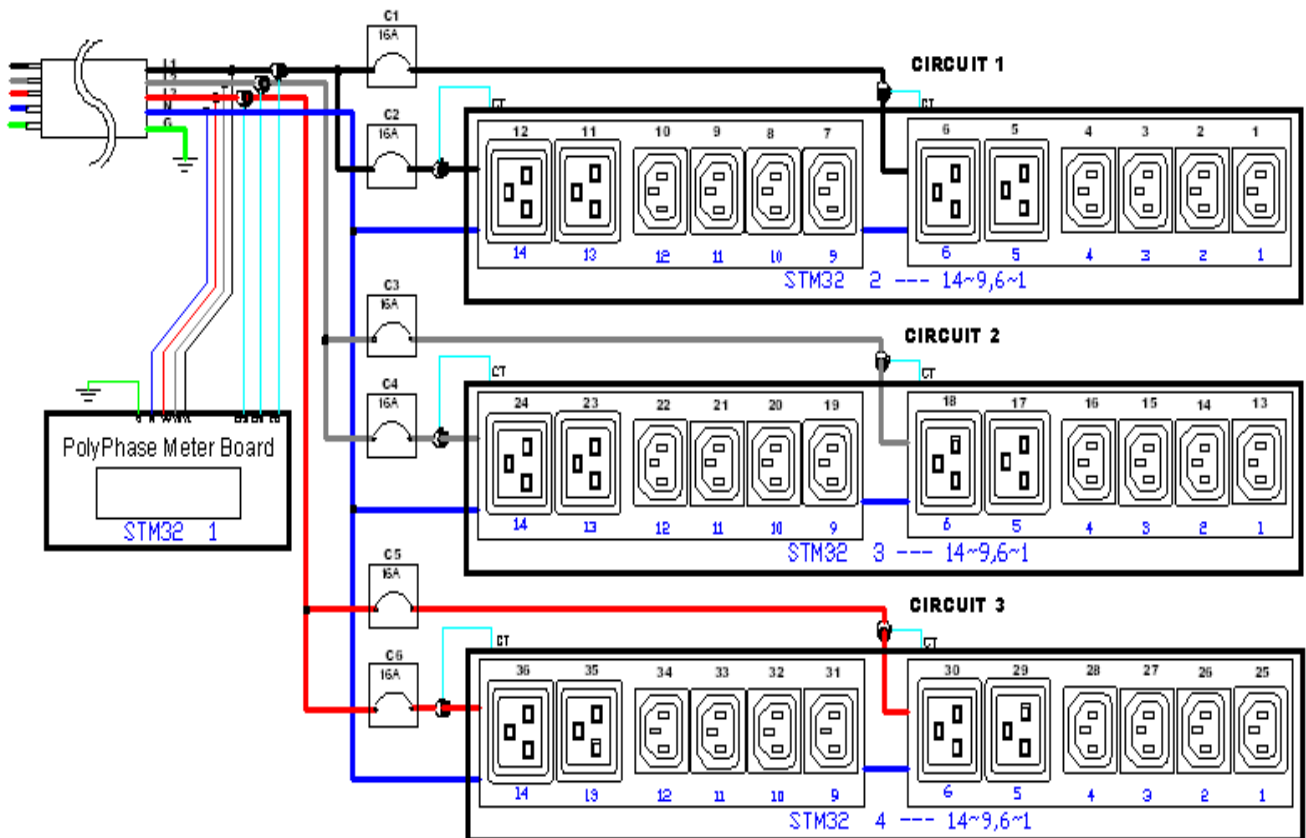 C1
16A
L1
L3
N
G
CIRCUIT 1
CT
CT
C2
16A
12 11 10 9 8 7 6 5 4 3 2 1
14 13 12 11 10 9 6 5 4 3 2 1
STM32 2 --- 14~9,6~1
C3
16A
CIRCUIT 2
CT
CT
C4
16A
24 23 22 21 20 19 18 17 16 15 14 13
14 13 12 11 10 9 6 5 4 3 2 1
STM32 3 --- 14~9,6~1
PolyPhase Meter Board
STM32 1
C5
16A
CIRCUIT 3
CT
CT
C6
16A
36 35 34 33 32 31 30 29 28 27 26 25
14 13 12 11 10 9 6 5 4 3 2 1
STM32 4 --- 14~9,6~1